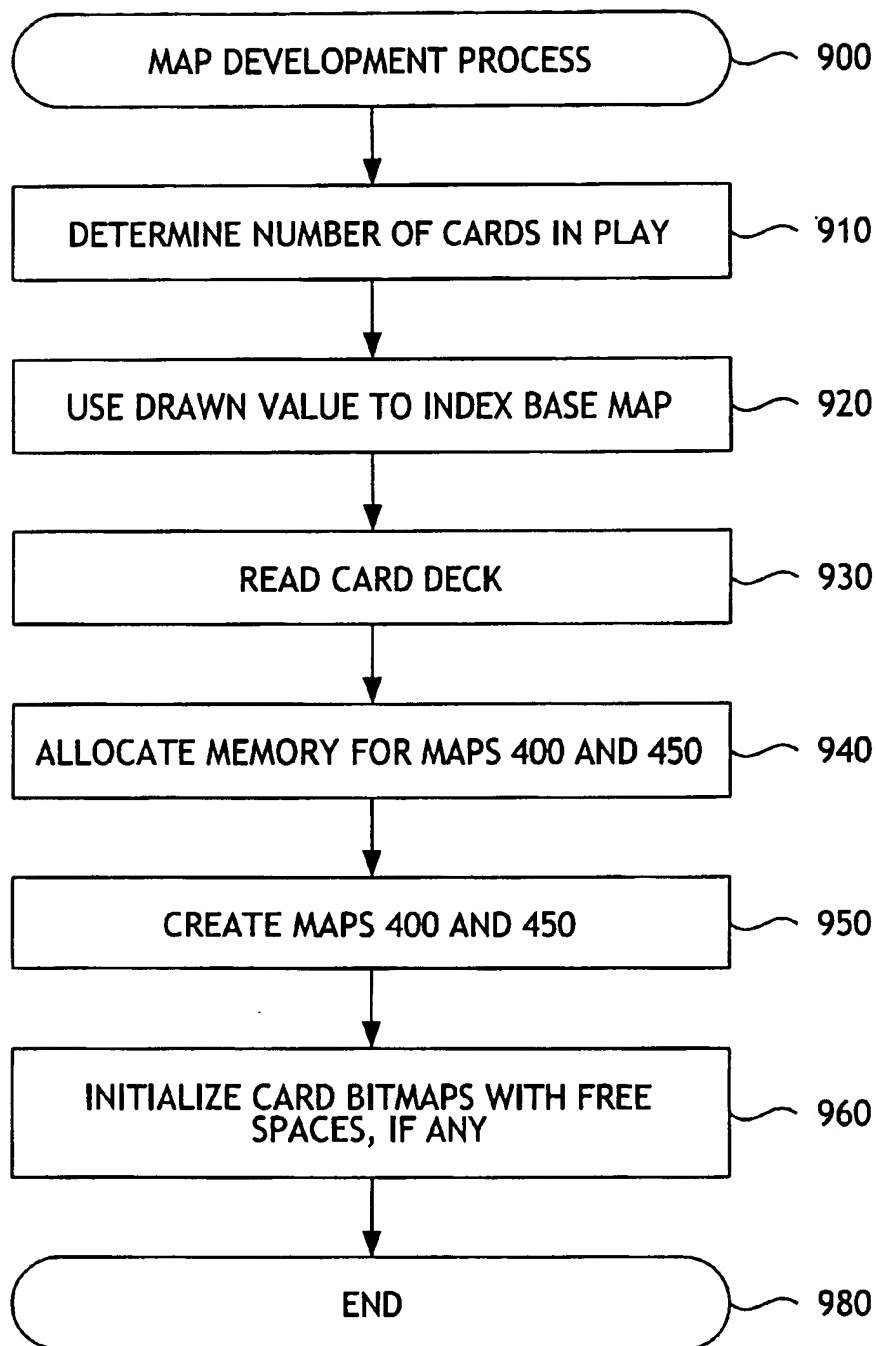 MAP DEVELOPMENT PROCESS
900
DETERMINE NUMBER OF CARDS IN PLAY
910
USE DRAWN VALUE TO INDEX BASE MAP
920
READ CARD DECK
930
ALLOCATE MEMORY FOR MAPS 400 AND 450
940
CREATE MAPS 400 AND 450
950
INITIALIZE CARD BITMAPS WITH FREE
SPACES, IF ANY
960
END
980